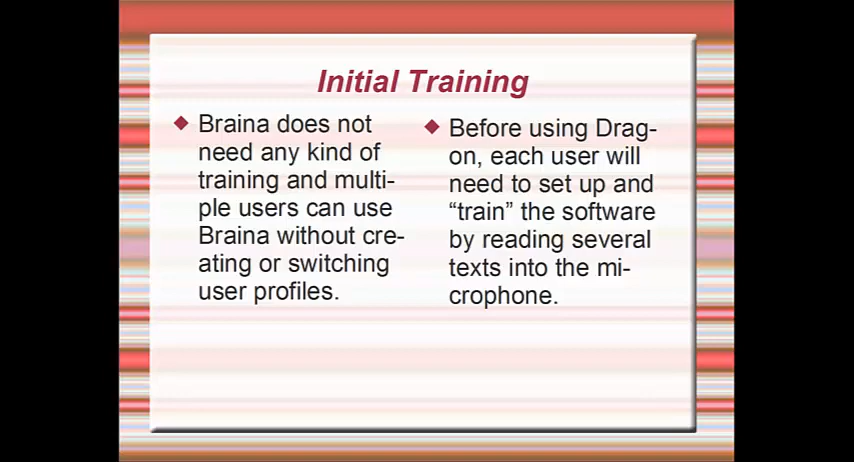 Initial Training
Braina does not
need any kind of
training and multi-
ple users can use
Braina without cre-
ating or switching
user profiles.
Before using Drag-
on, each user will
need to set up and
“train” the software
by reading several
texts into the mi-
crophone.